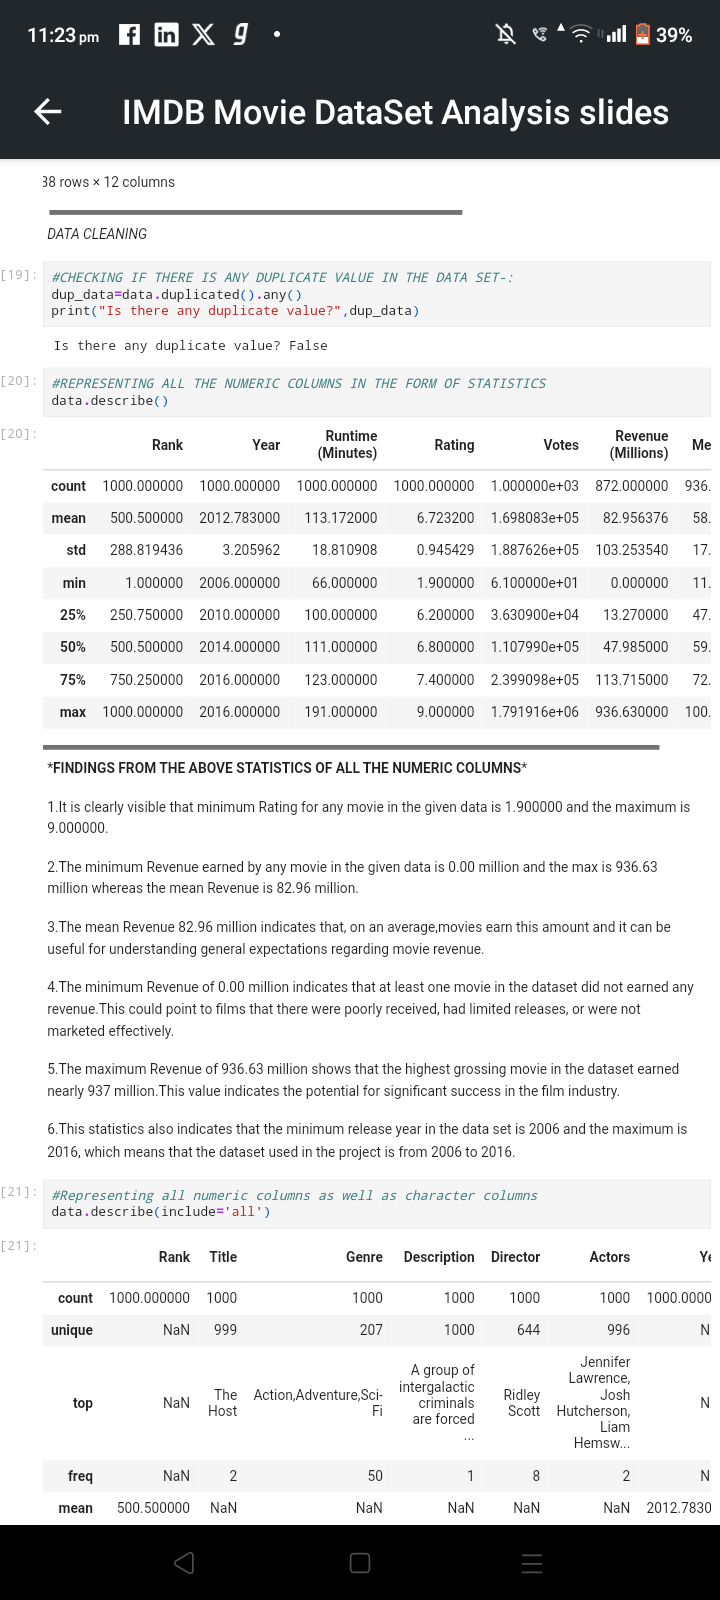 11:23 pm 39%
IMDB Movie DataSet Analysis slides
38 rows × 12 columns
DATA CLEANING
[19]: #CHECKING IF THERE IS ANY DUPLICATE VALUE IN THE DATA SET-:
dup_data=data.duplicated().any()
print("Is there any duplicate value?",dup_data)
Is there any duplicate value? False
[20]: #REPRESENTING ALL THE NUMERIC COLUMNS IN THE FORM OF STATISTICS
data.describe()
[20]:
Rank Year Runtime (Minutes) Rating Votes Revenue (Millions) Me
count 1000.000000 1000.000000 1000.000000 1000.000000 1.000000e+03 872.000000 936.
mean 500.500000 2012.783000 113.172000 6.723200 1.698083e+05 82.956376 58.
std 288.819436 3.205962 18.810908 0.945429 1.887626e+05 103.253540 17.
min 1.000000 2006.000000 66.000000 1.900000 6.100000e+01 0.000000 11.
25% 250.750000 2010.000000 100.000000 6.200000 3.630900e+04 13.270000 47.
50% 500.500000 2014.000000 111.000000 6.800000 1.107990e+05 47.985000 59.
75% 750.250000 2016.000000 123.000000 7.400000 2.399098e+05 113.715000 72.
max 1000.000000 2016.000000 191.000000 9.000000 1.791916e+06 936.630000 100.
*FINDINGS FROM THE ABOVE STATISTICS OF ALL THE NUMERIC COLUMNS*
1.It is clearly visible that minimum Rating for any movie in the given data is 1.900000 and the maximum is
9.000000.
2.The minimum Revenue earned by any movie in the given data is 0.00 million and the max is 936.63
million whereas the mean Revenue is 82.96 million.
3.The mean Revenue 82.96 million indicates that, on an average,movies earn this amount and it can be
useful for understanding general expectations regarding movie revenue.
4.The minimum Revenue of 0.00 million indicates that at least one movie in the dataset did not earned any
revenue.This could point to films that there were poorly received, had limited releases, or were not
marketed effectively.
5.The maximum Revenue of 936.63 million shows that the highest grossing movie in the dataset earned
nearly 937 million.This value indicates the potential for significant success in the film industry.
6.This statistics also indicates that the minimum release year in the data set is 2006 and the maximum is
2016, which means that the dataset used in the project is from 2006 to 2016.
[21]: #Representing all numeric columns as well as character columns
data.describe(include='all')
[21]:
Rank Title Genre Description Director Actors Ye
count 1000.000000 1000 1000 1000 1000 1000 1000.0000
unique NaN 999 207 1000 644 996 N
top NaN The Host Action,Adventure,Sci-Fi A group of intergalactic criminals are forced ... Ridley Scott Jennifer Lawrence, Josh Hutcherson, Liam Hemsw... N
freq NaN 2 50 1 8 2 N
mean 500.500000 NaN NaN NaN NaN NaN 2012.7830